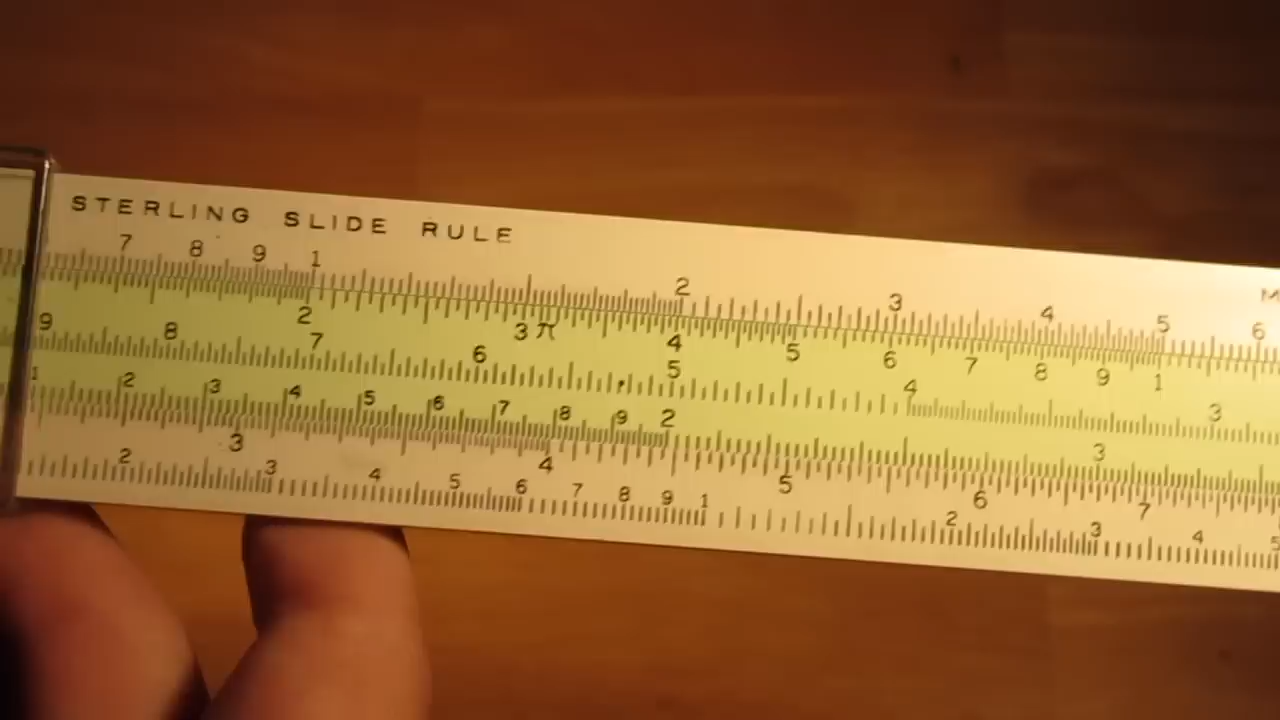 STERLING SLIDE RULE
7 8 9 1 2 3 4 5 6
2 3 π 4 5 6 7 8 9 1
9 8 7 6 5 4 3
1 2 3 4 5 6 7 8 9 2 3
3 4 5 6 7
2 3 4 5 6 7 8 9 1 2 3 4 5